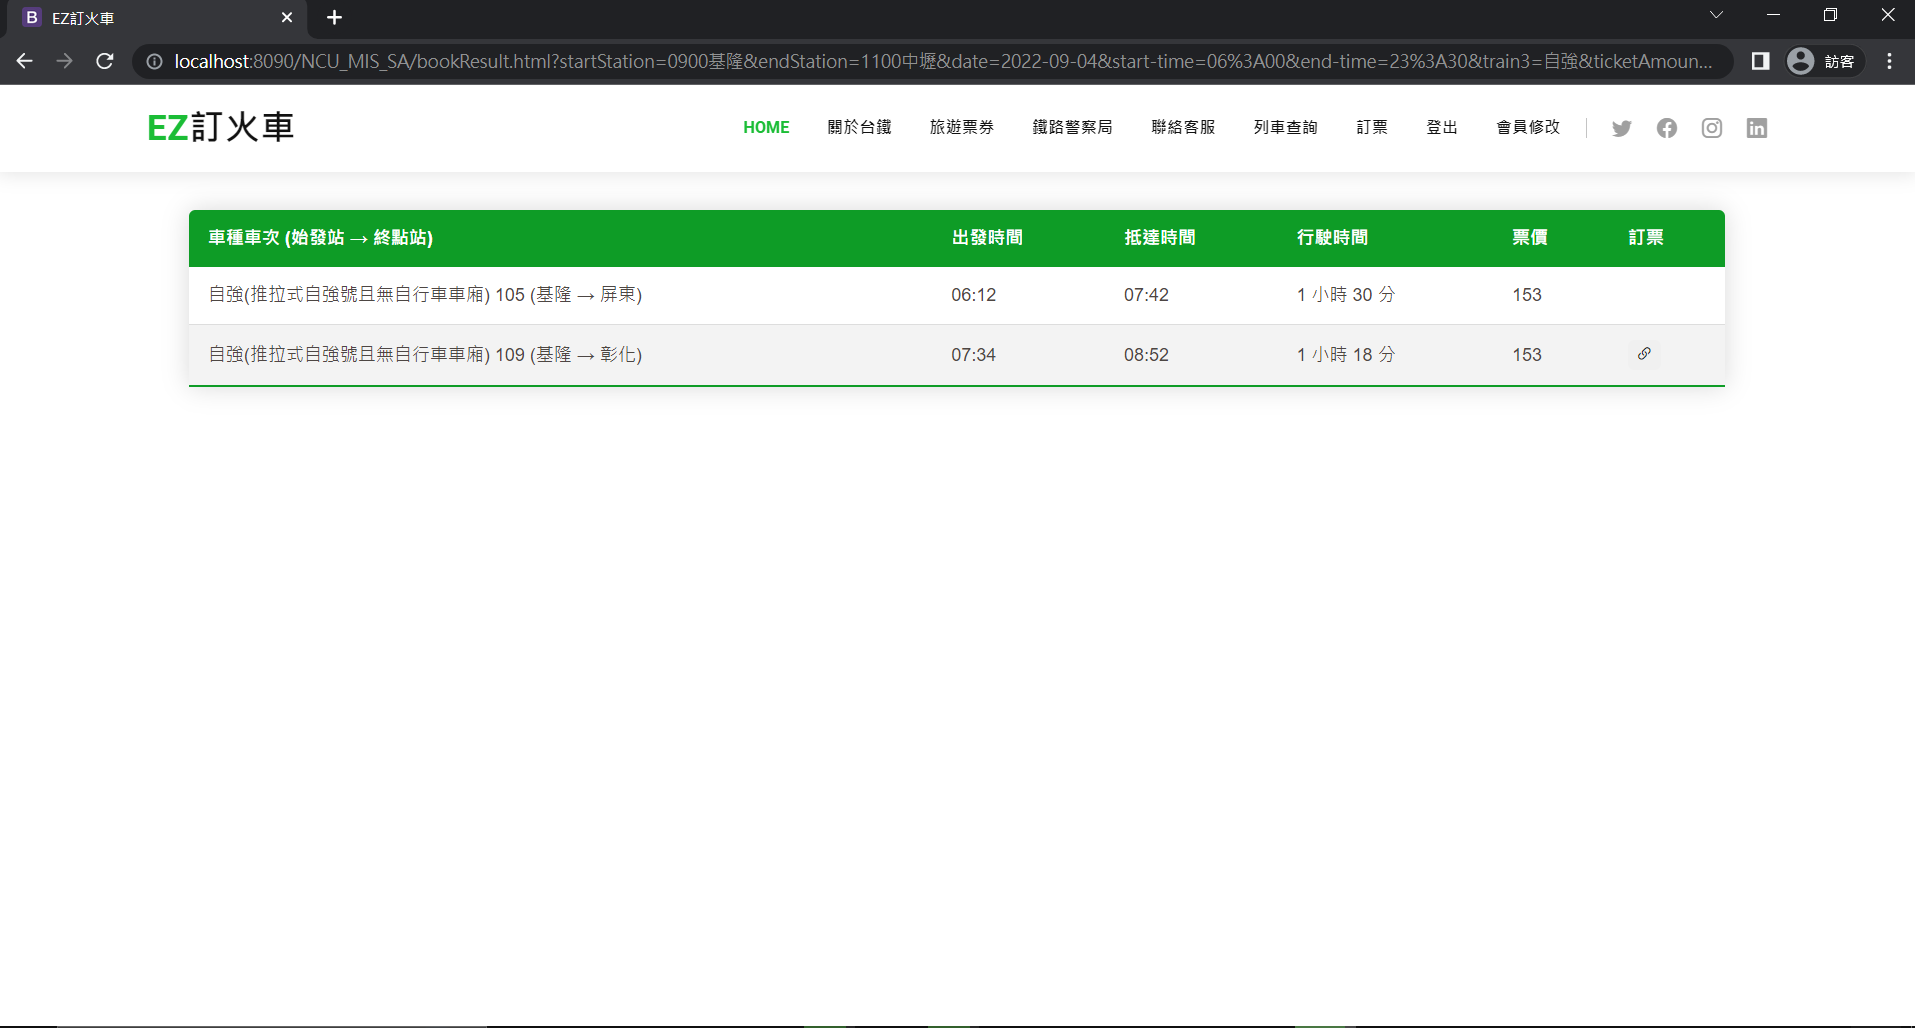 EZ訂火車
localhost:8090/NCU_MIS_SA/bookResult.html?startStation=0900基隆&endStation=1100中壢&date=2022-09-04&start-time=06%3A00&end-time=23%3A30&train3=自強&ticketAmoun...
訪客
EZ訂火車
HOME 關於台鐵 旅遊票券 鐵路警察局 聯絡客服 列車查詢 訂票 登出 會員修改
車種車次 (始發站 → 終點站) 出發時間 抵達時間 行駛時間 票價 訂票
自強(推拉式自強號且無自行車車廂) 105 (基隆 → 屏東) 06:12 07:42 1 小時 30 分 153
自強(推拉式自強號且無自行車車廂) 109 (基隆 → 彰化) 07:34 08:52 1 小時 18 分 153